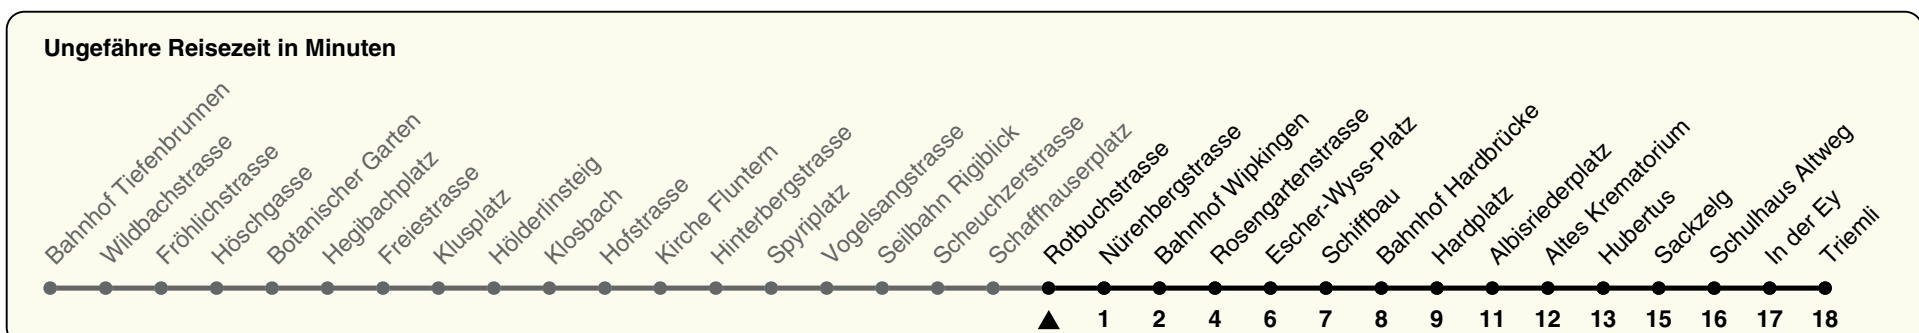 Ungefähre Reisezeit in Minuten
Bahnhof Tiefenbrunnen
Wildbachstrasse
Fröhlichstrasse
Höschgasse
Botanischer Garten
Hegibachplatz
Freiestrasse
Klusplatz
Hölderlinsteig
Klosbach
Hofstrasse
Kirche Fluntern
Hinterbergstrasse
Spyriplatz
Vogelsangstrasse
Seilbahn Rigiblick
Scheuchzerstrasse
Schaffhauserplatz
Rotbuchstrasse
Nürenbergstrasse
Bahnhof Wipkingen
Rosengartenstrasse
Escher-Wyss-Platz
Schiffbau
Bahnhof Hardbrücke
Hardplatz
Albisriederplatz
Altes Krematorium
Hubertus
Sackzelg
Schulhaus Altweg
In der Ey
Triemli
1 2 4 6 7 8 9 11 12 13 15 16 17 18